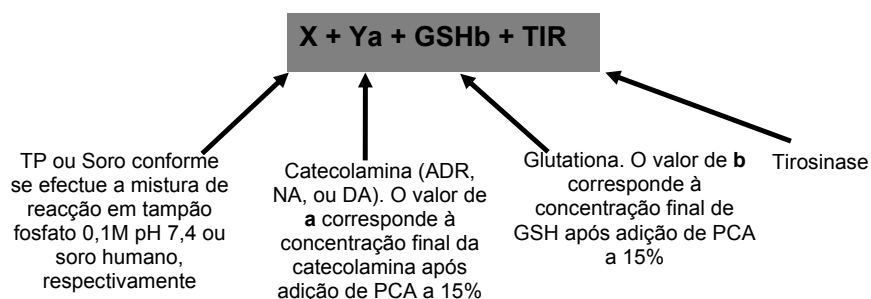 X + Ya + GSHb + TIR
TP ou Soro conforme
se efectue a mistura de
reacção em tampão
fosfato 0,1M pH 7,4 ou
soro humano,
respectivamente
Catecolamina (ADR,
NA, ou DA). O valor de
a corresponde à
concentração final da
catecolamina após
adição de PCA a 15%
Glutationa. O valor de b
corresponde à
concentração final de
GSH após adição de PCA
a 15%
Tirosinase